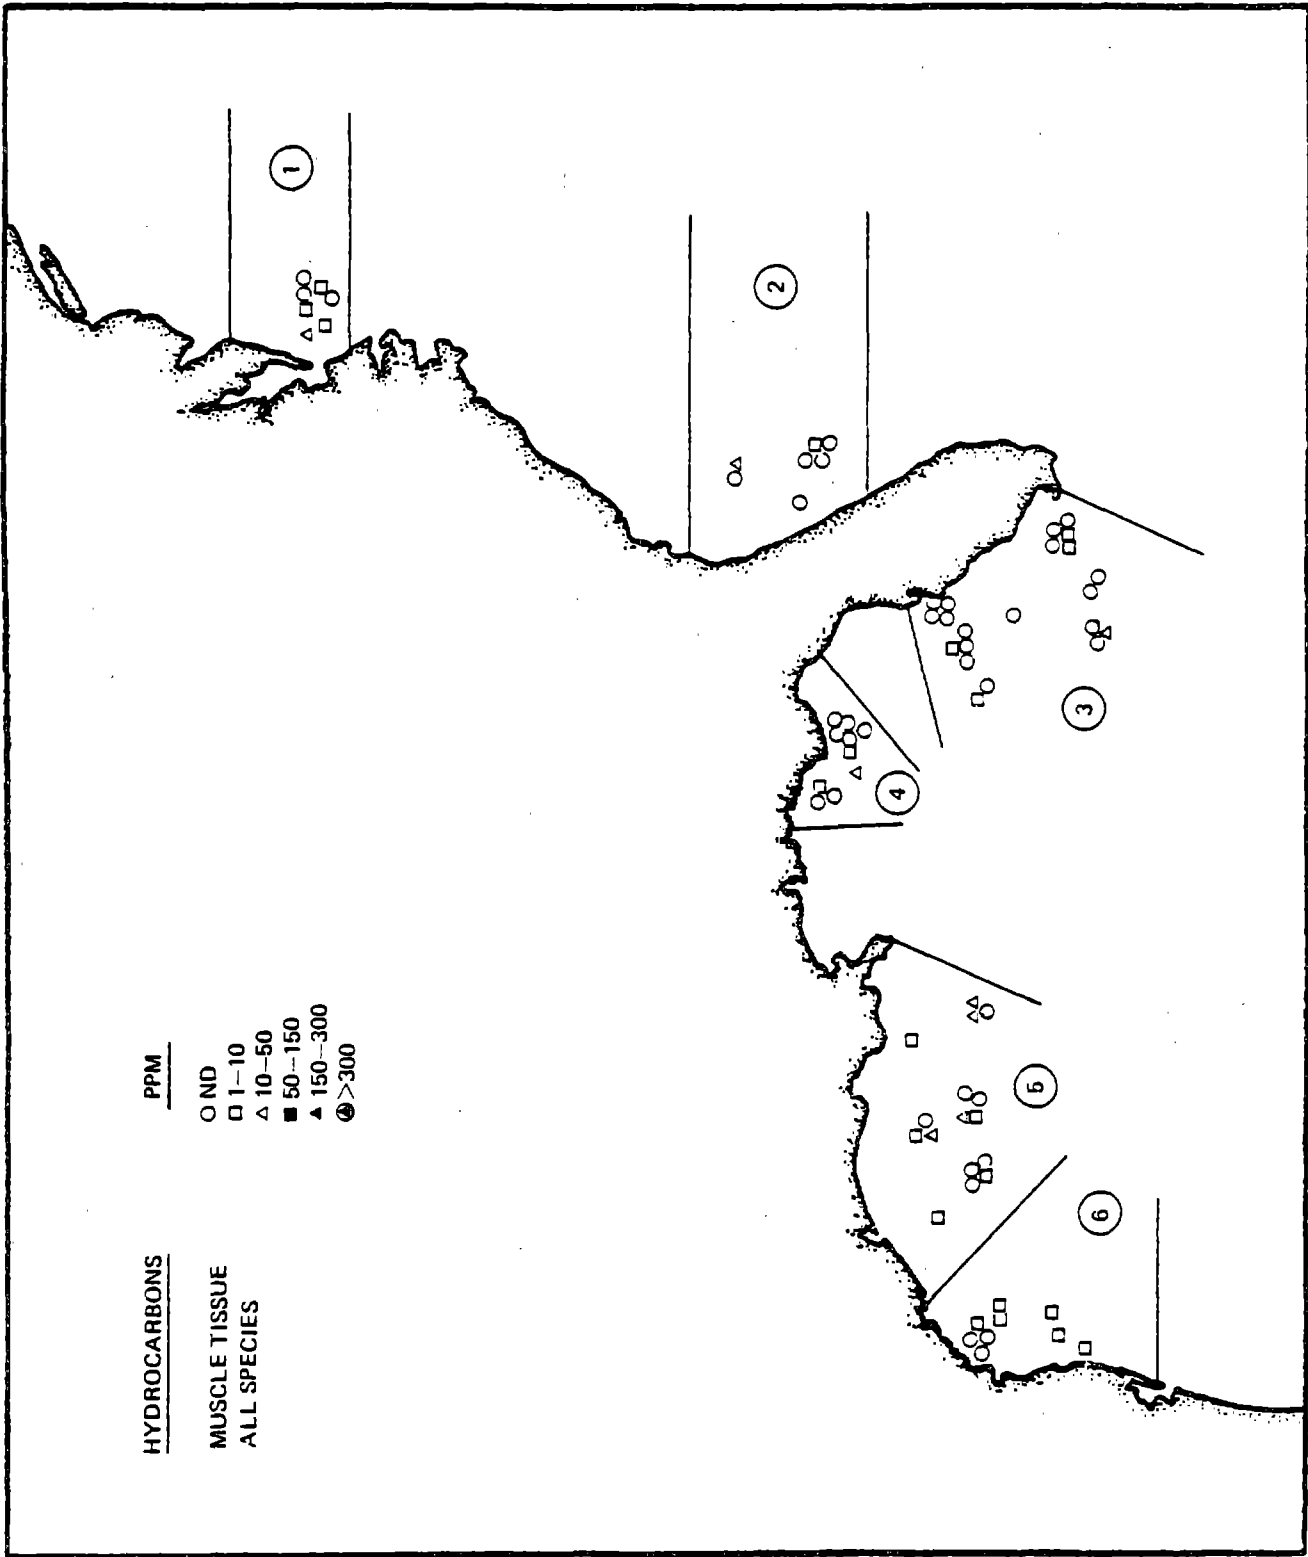 HYDROCARBONS
MUSCLE TISSUE
ALL SPECIES
PPM
ND
1-10
10-50
50-150
150-300
>300
1
2
3
4
5
6